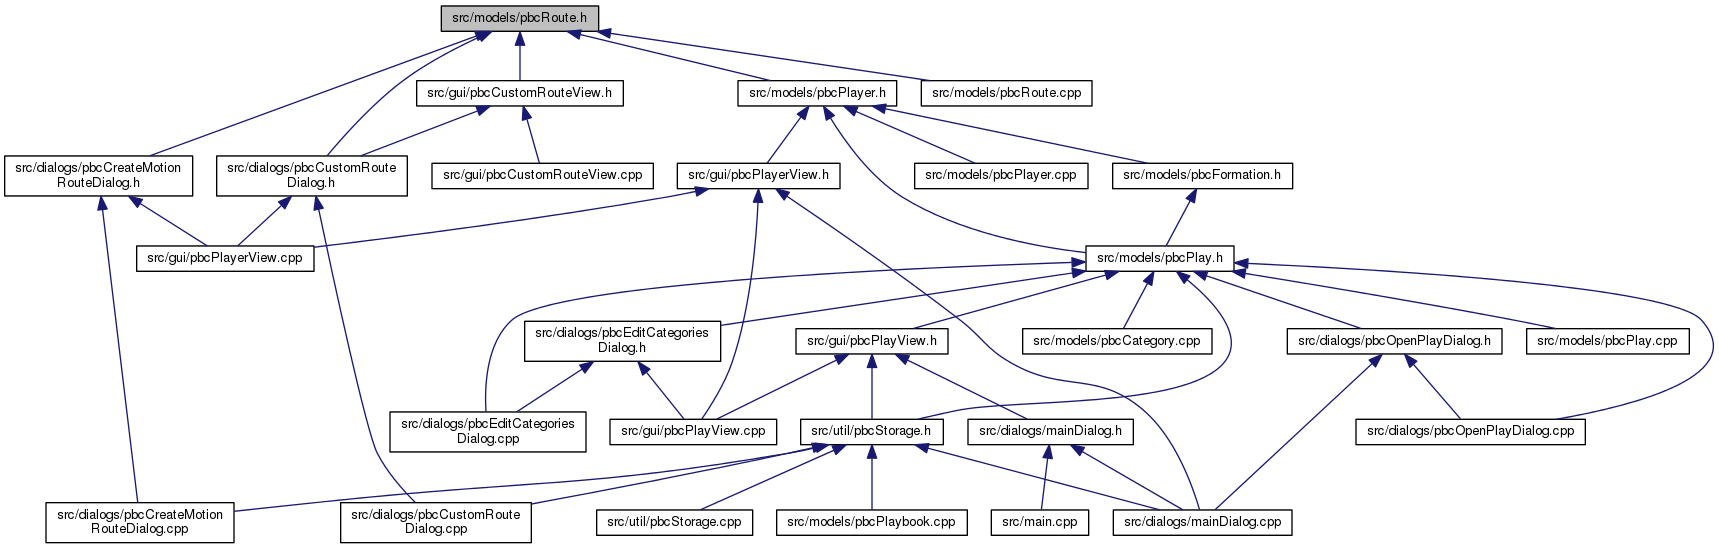 src/models/pbcRoute.h
src/gui/pbcCustomRouteView.h
src/models/pbcPlayer.h
src/models/pbcRoute.cpp
src/dialogs/pbcCreateMotion
RouteDialog.h
src/dialogs/pbcCustomRoute
Dialog.h
src/gui/pbcCustomRouteView.cpp
src/gui/pbcPlayerView.h
src/models/pbcPlayer.cpp
src/models/pbcFormation.h
src/gui/pbcPlayerView.cpp
src/models/pbcPlay.h
src/dialogs/pbcEditCategories
Dialog.h
src/gui/pbcPlayView.h
src/models/pbcCategory.cpp
src/dialogs/pbcOpenPlayDialog.h
src/models/pbcPlay.cpp
src/dialogs/pbcEditCategories
Dialog.cpp
src/gui/pbcPlayView.cpp
src/util/pbcStorage.h
src/dialogs/mainDialog.h
src/dialogs/pbcOpenPlayDialog.cpp
src/dialogs/pbcCreateMotion
RouteDialog.cpp
src/dialogs/pbcCustomRoute
Dialog.cpp
src/util/pbcStorage.cpp
src/models/pbcPlaybook.cpp
src/main.cpp
src/dialogs/mainDialog.cpp